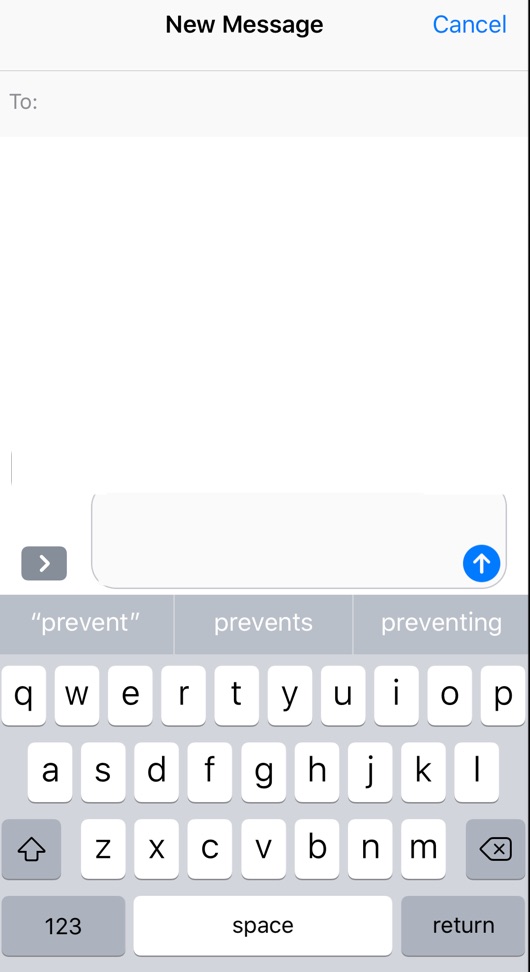 New Message Cancel
To:
“prevent” prevents preventing
q w e r t y u i o p
a s d f g h j k l
z x c v b n m
123 space return